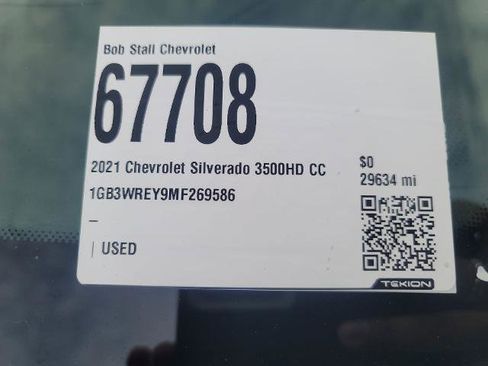 Bob Stall Chevrolet
67708
2021 Chevrolet Silverado 3500HD CC
$0
1GB3WREY9MF269586
29634 mi
–
| USED
TEKION